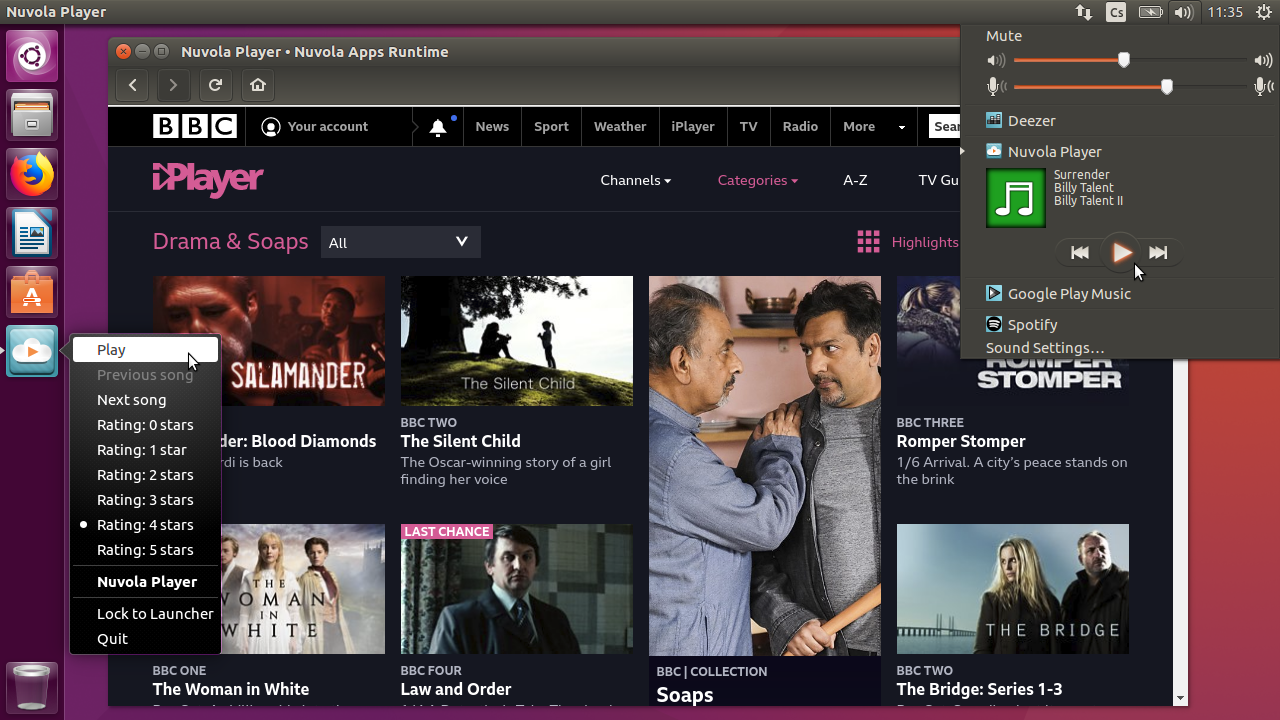 Nuvola Player
Cs
11:35
Nuvola Player • Nuvola Apps Runtime
BBC
Your account
News
Sport
Weather
iPlayer
TV
Radio
More
Sear
iPlayer
Channels
Categories
A-Z
TV Gu
Drama & Soaps
All
Highlights
SALAMANDER
der: Blood Diamonds
rdi is back
The Silent Child
BBC TWO
The Silent Child
The Oscar-winning story of a girl
finding her voice
ROMPER
STOMPER
BBC THREE
Romper Stomper
1/6 Arrival. A city's peace stands on
the brink
THE
WOMAN
IN
WHITE
BBC ONE
The Woman in White
LAST CHANCE
BBC FOUR
Law and Order
BBC | COLLECTION
Soaps
THE BRIDGE
BBC TWO
The Bridge: Series 1-3
Play
Previous song
Next song
Rating: 0 stars
Rating: 1 star
Rating: 2 stars
Rating: 3 stars
Rating: 4 stars
Rating: 5 stars
Nuvola Player
Lock to Launcher
Quit
Mute
Deezer
Nuvola Player
Surrender
Billy Talent
Billy Talent II
Google Play Music
Spotify
Sound Settings...